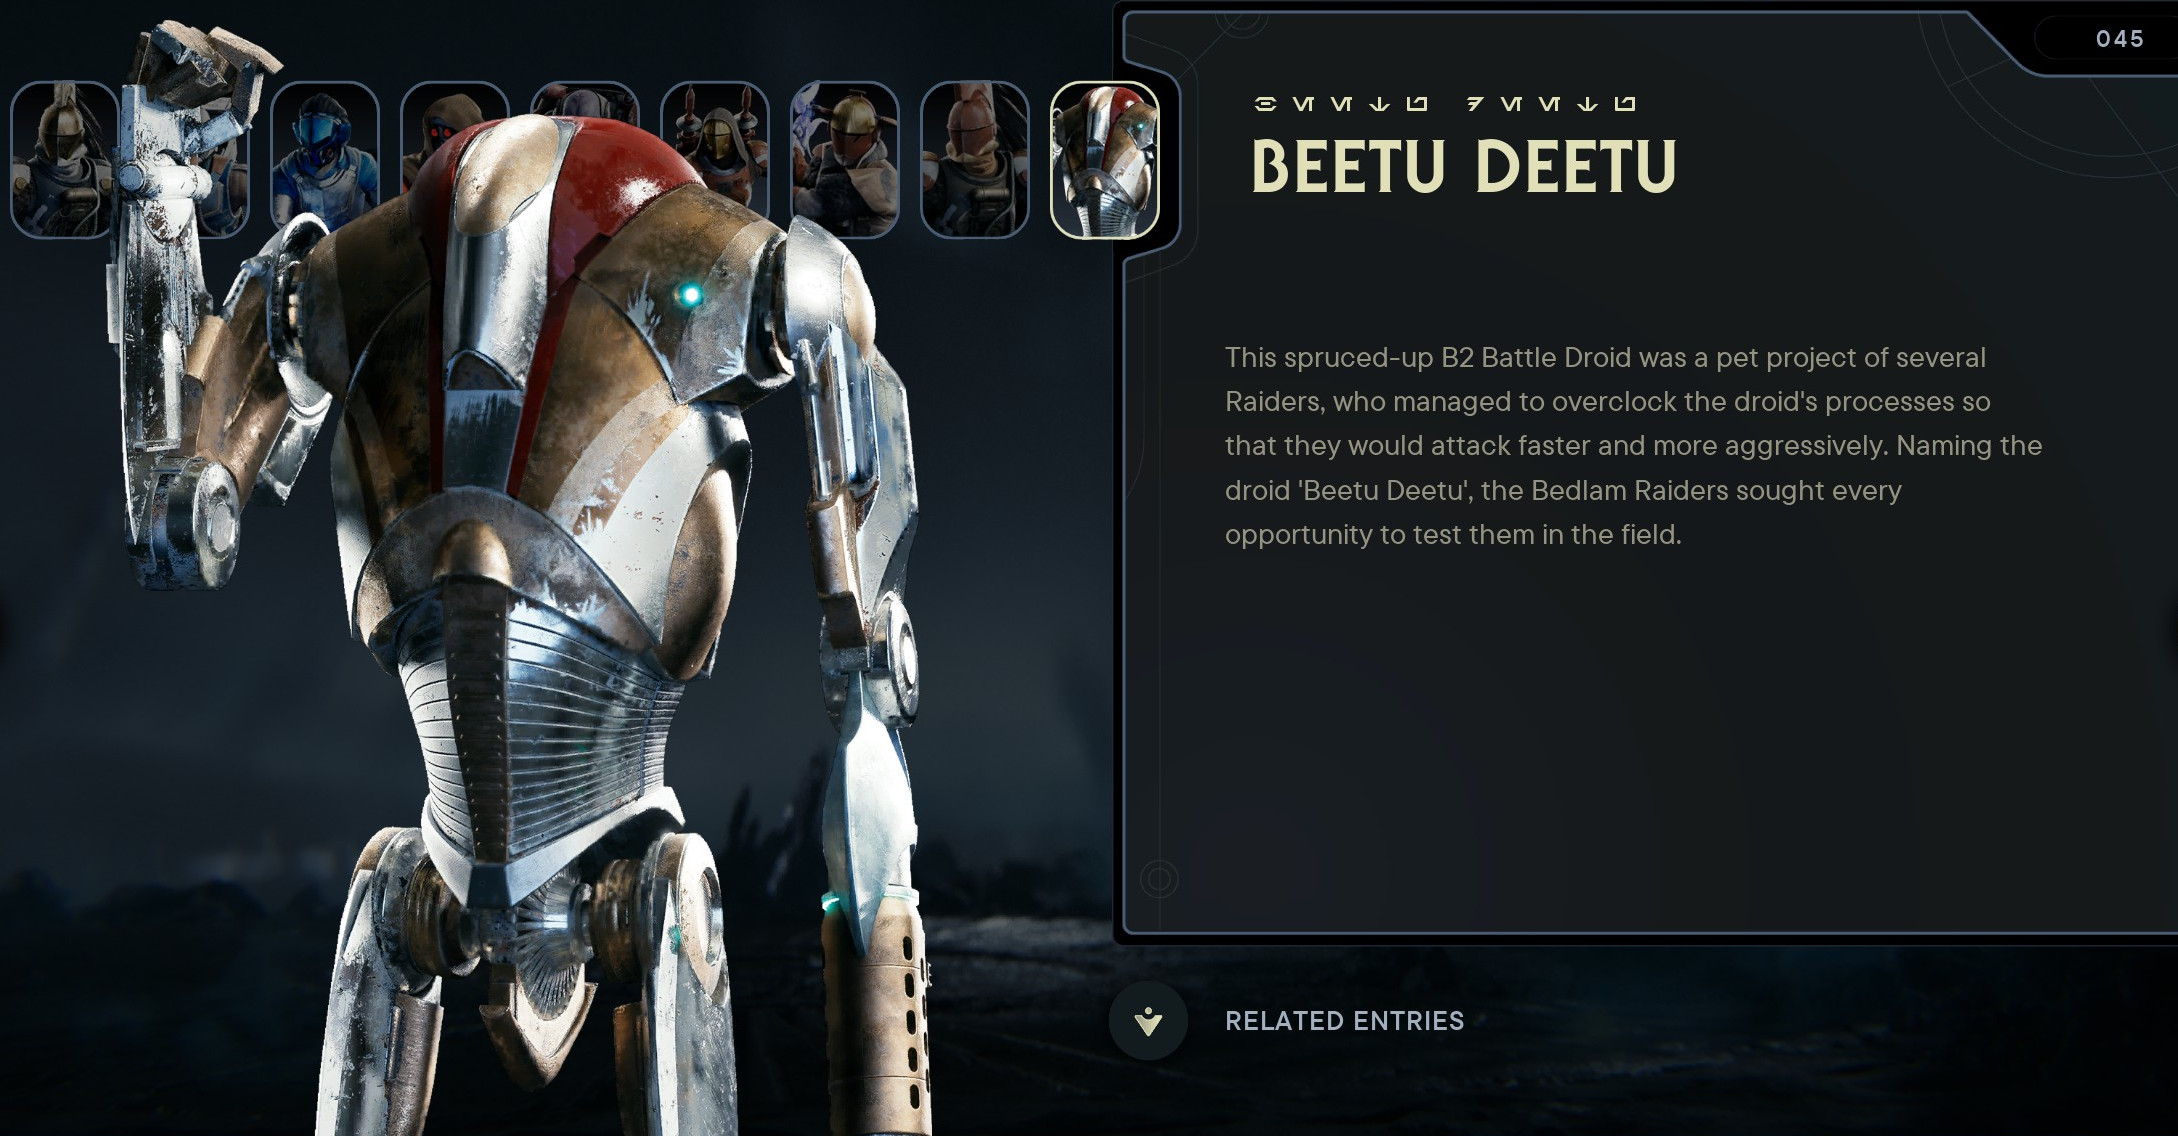 045
BEETU DEETU
This spruced-up B2 Battle Droid was a pet project of several
Raiders, who managed to overclock the droid's processes so
that they would attack faster and more aggressively. Naming the
droid 'Beetu Deetu', the Bedlam Raiders sought every
opportunity to test them in the field.
RELATED ENTRIES